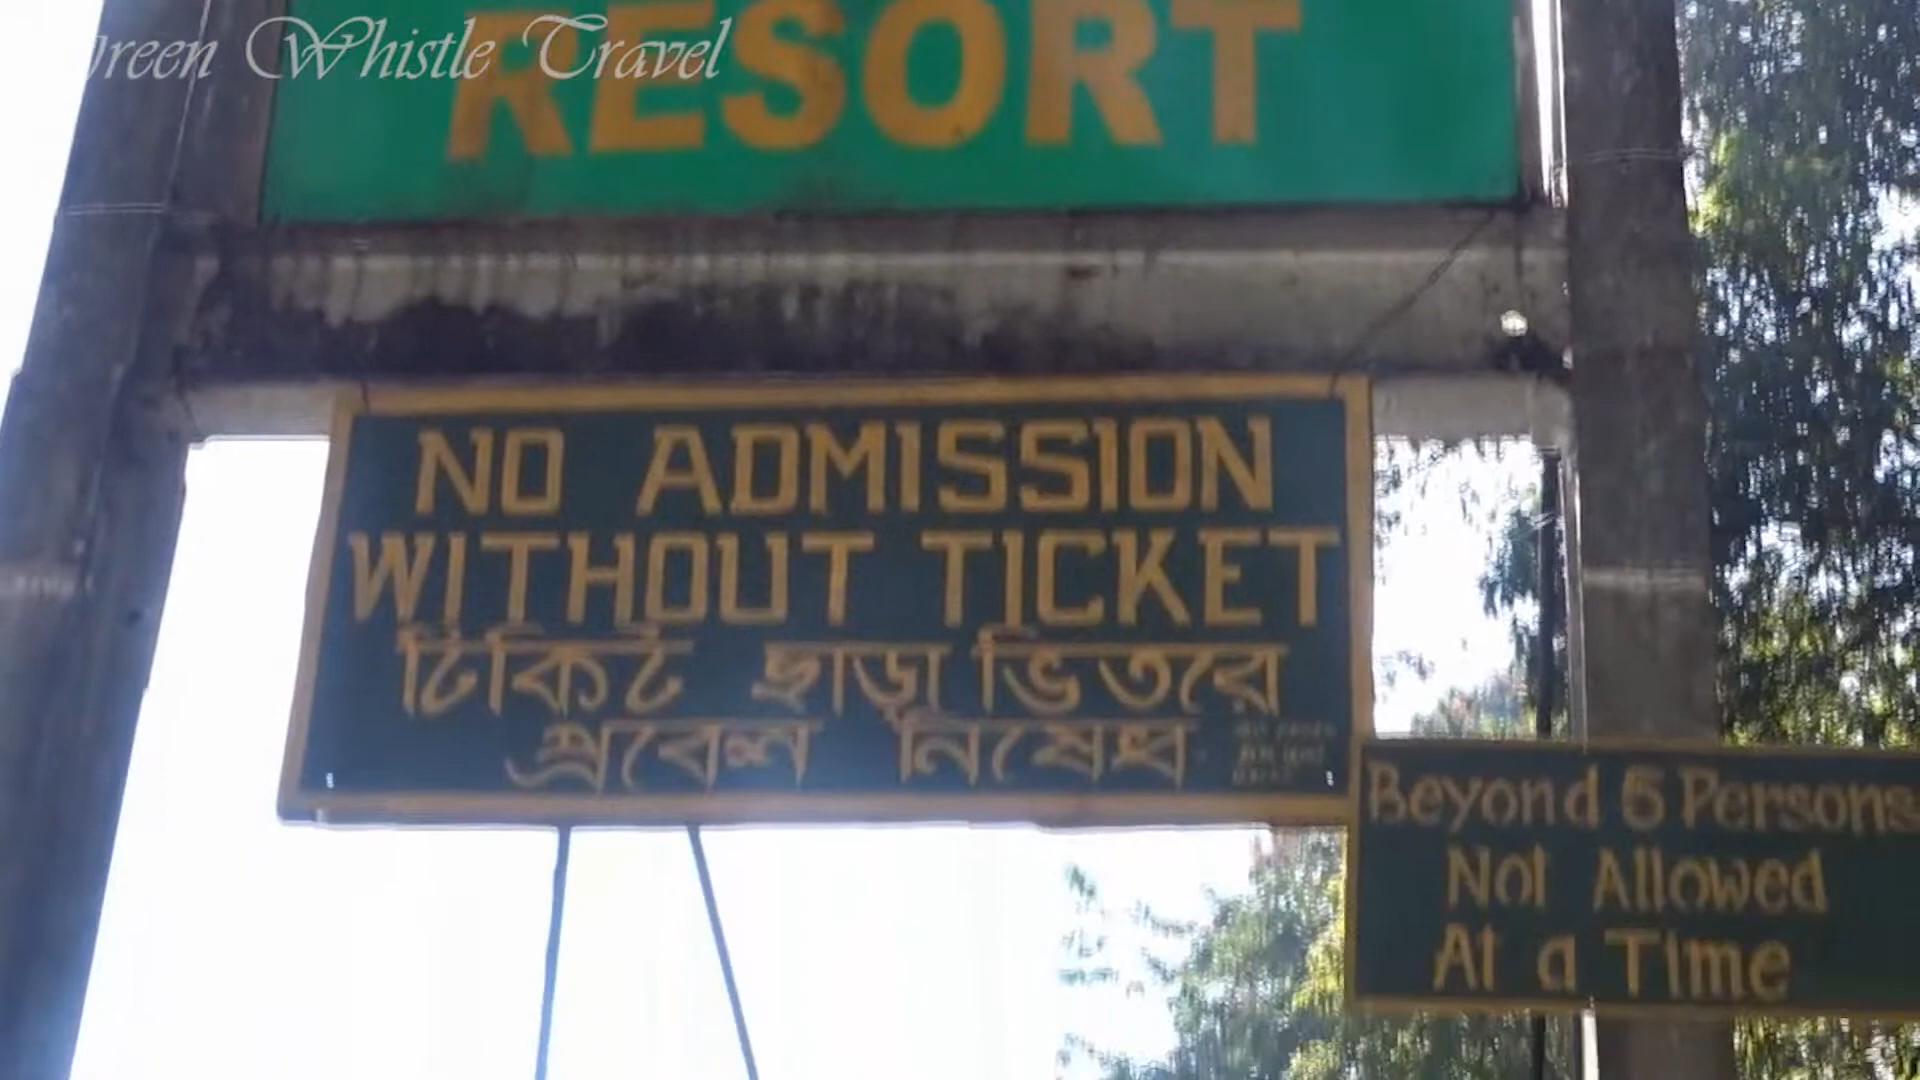 Green Whistle Travel
RESORT
NO ADMISSION
WITHOUT TICKET
টিকিট ছাড়া ভিতরে
প্রবেশ নিষেধ
Beyond 5 Persons
Not Allowed
At a Time